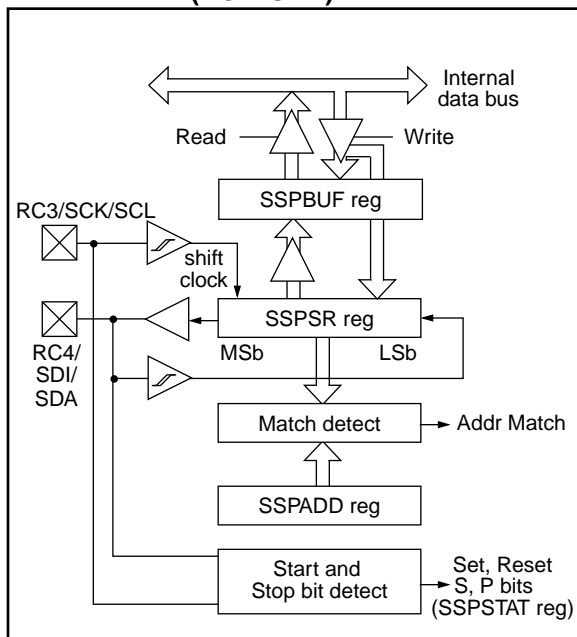 Internal
data bus
Read
Write
SSPBUF reg
RC3/SCK/SCL
shift
clock
SSPSR reg
MSb
LSb
RC4/
SDI/
SDA
Match detect
Addr Match
SSPADD reg
Start and
Stop bit detect
Set, Reset
S, P bits
(SSPSTAT reg)